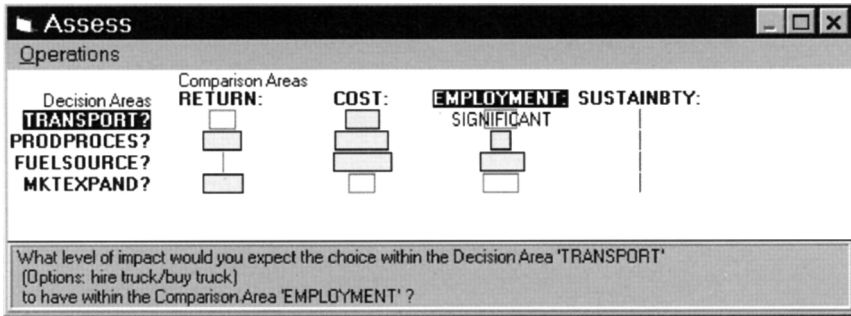 Assess
Operations
Comparison Areas
Decision Areas RETURN: COST: EMPLOYMENT: SUSTAINBTY:
TRANSPORT? SIGNIFICANT
PRODPROCES?
FUELSOURCE?
MKTEXPAND?
What level of impact would you expect the choice within the Decision Area 'TRANSPORT'
(Options: hire truck/buy truck)
to have within the Comparison Area 'EMPLOYMENT' ?